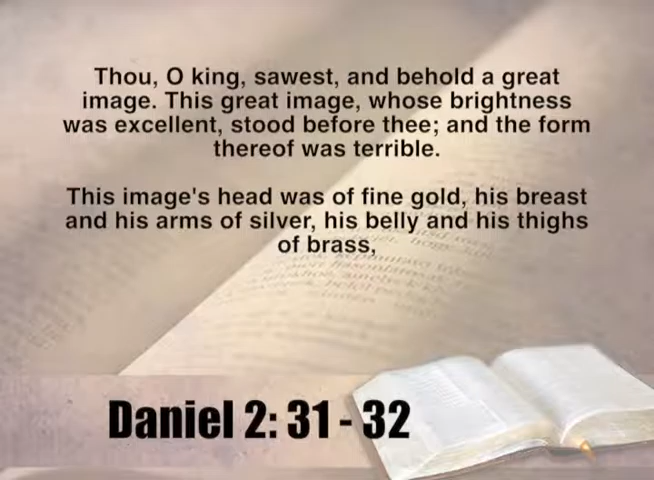 Thou, O king, sawest, and behold a great
image. This great image, whose brightness
was excellent, stood before thee; and the form
thereof was terrible.
This image's head was of fine gold, his breast
and his arms of silver, his belly and his thighs
of brass,
Daniel 2: 31 - 32